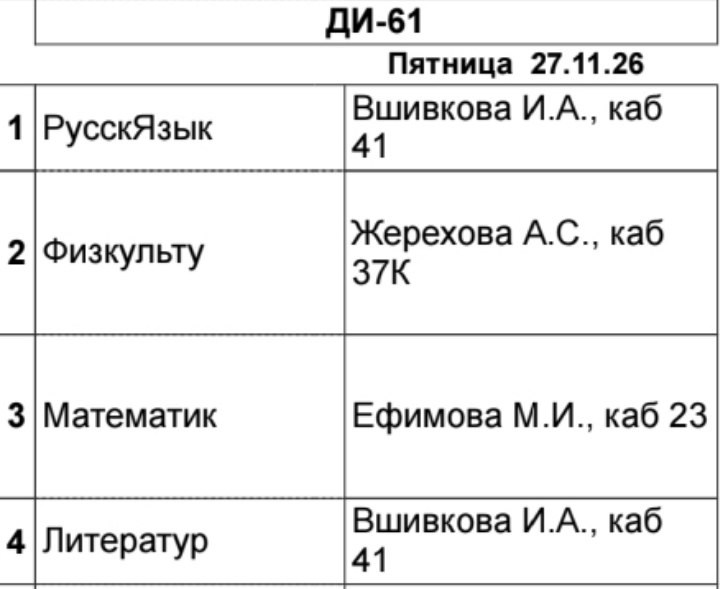 ДИ-61
Пятница 27.11.26
1 РусскЯзык Вшивкова И.А., каб
41
2 Физкульту Жерехова А.С., каб
37К
3 Математик Ефимова М.И., каб 23
4 Литератур Вшивкова И.А., каб
41